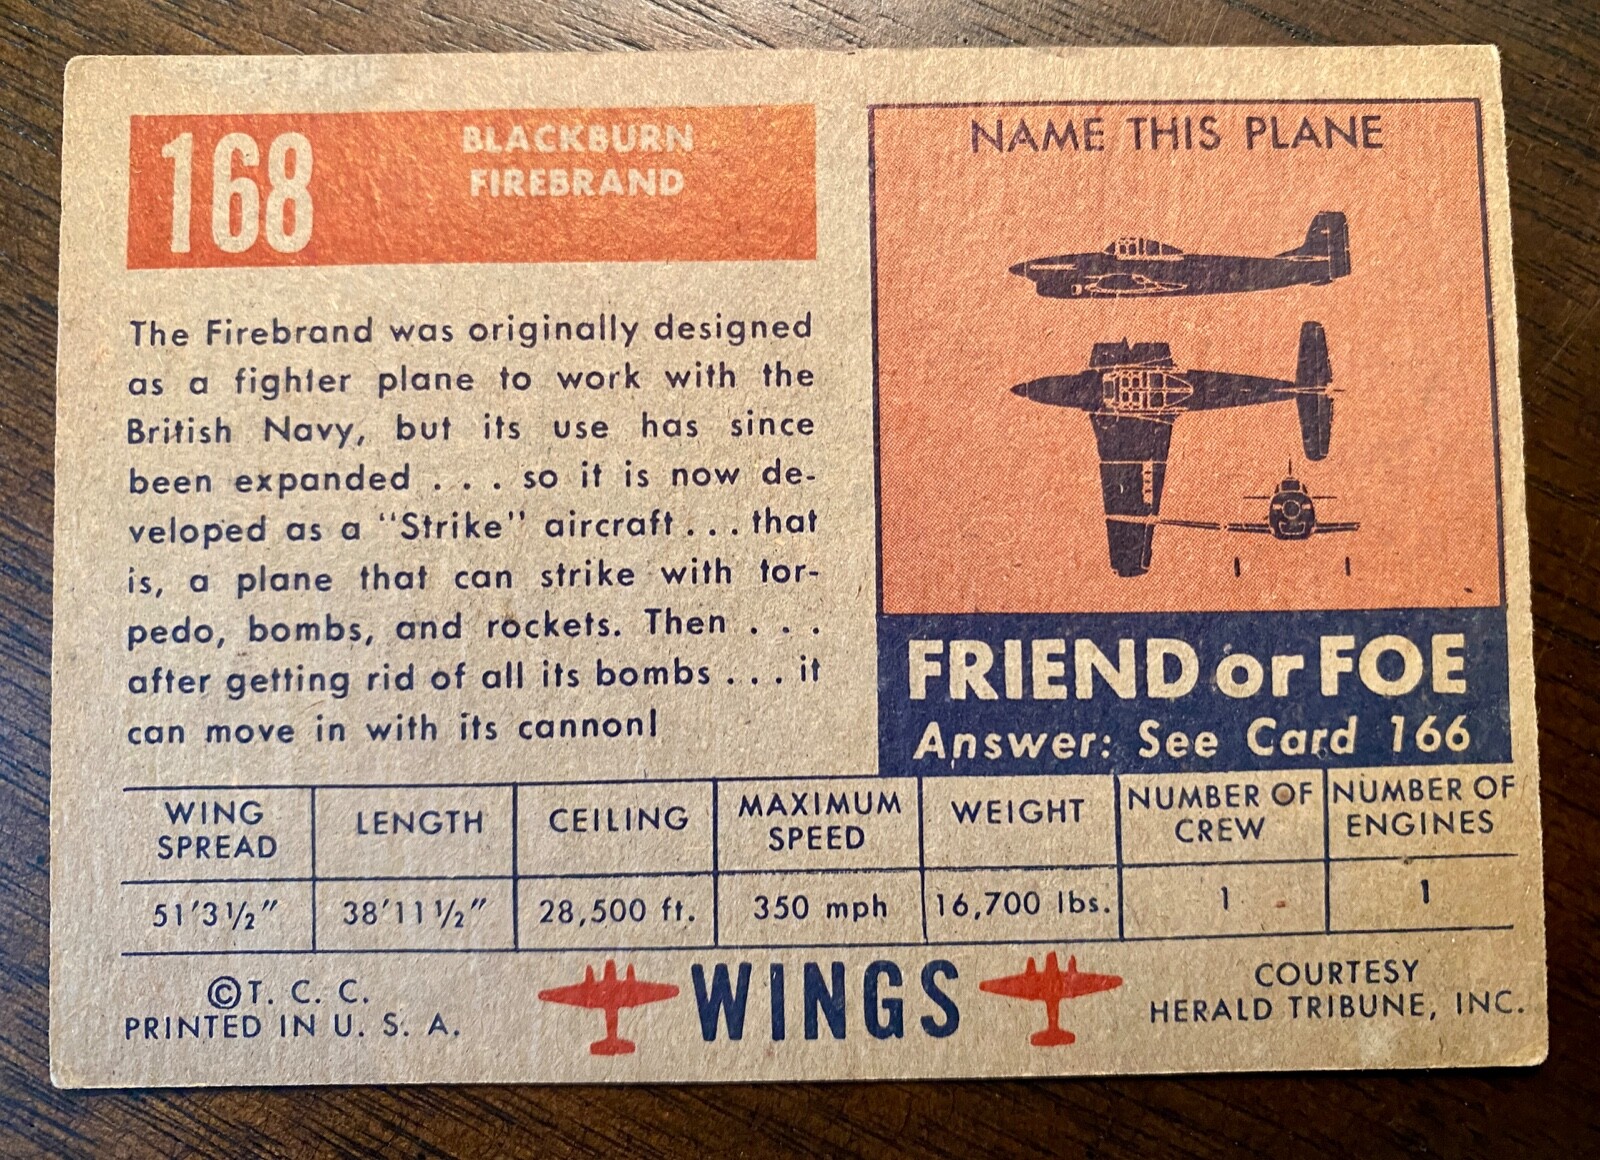 168
BLACKBURN
FIREBRAND
The Firebrand was originally designed
as a fighter plane to work with the
British Navy, but its use has since
been expanded . . . so it is now de-
veloped as a "Strike" aircraft . . . that
is, a plane that can strike with tor-
pedo, bombs, and rockets. Then . . .
after getting rid of all its bombs . . . it
can move in with its cannon!
NAME THIS PLANE
FRIEND or FOE
Answer: See Card 166
WING SPREAD
LENGTH
CEILING
MAXIMUM SPEED
WEIGHT
NUMBER OF CREW
NUMBER OF ENGINES
51'3½"
38'11½"
28,500 ft.
350 mph
16,700 lbs.
1
1
©T. C. C.
PRINTED IN U. S. A.
WINGS
COURTESY
HERALD TRIBUNE, INC.